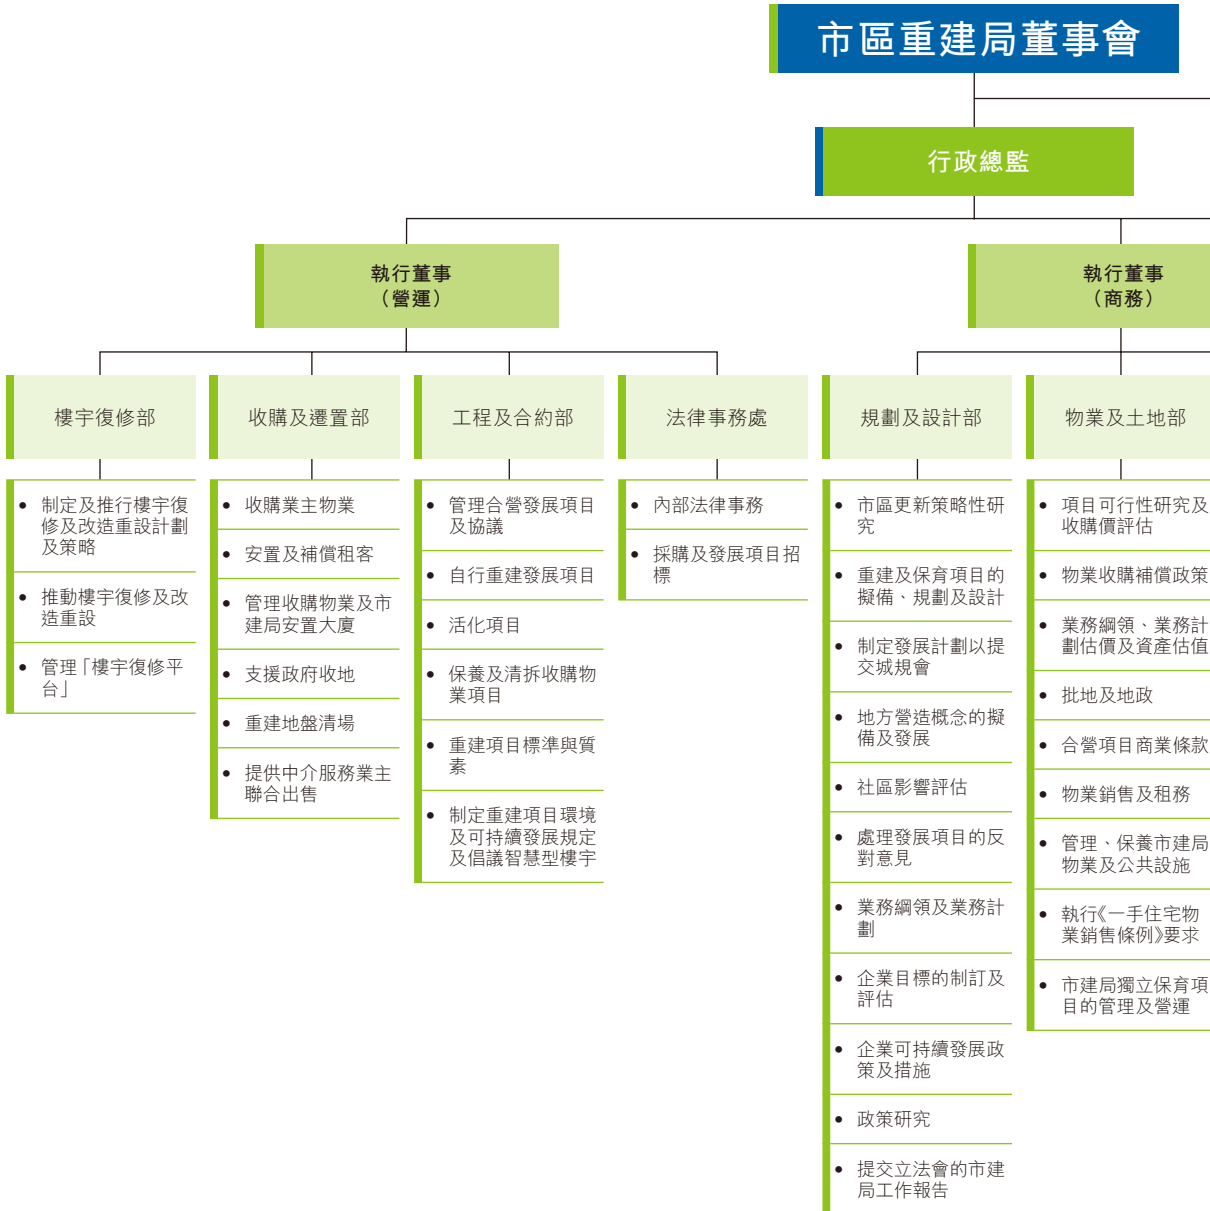 市區重建局董事會
行政總監
執行董事
（營運）
執行董事
（商務）
樓宇復修部
• 制定及推行樓宇復
修及改造重設計劃
及策略
• 推動樓宇復修及改
造重設
• 管理「樓宇復修平
台」
收購及遷置部
• 收購業主物業
• 安置及補償租客
• 管理收購物業及市
建局安置大廈
• 支援政府收地
• 重建地盤清場
• 提供中介服務業主
聯合出售
工程及合約部
• 管理合營發展項目
及協議
• 自行重建發展項目
• 活化項目
• 保養及清拆收購物
業項目
• 重建項目標準與質
素
• 制定重建項目環境
及可持續發展規定
及倡議智慧型樓宇
法律事務處
• 內部法律事務
• 採購及發展項目招
標
規劃及設計部
• 市區更新策略性研
究
• 重建及保育項目的
擬備、規劃及設計
• 制定發展計劃以提
交城規會
• 地方營造概念的擬
備及發展
• 社區影響評估
• 處理發展項目的反
對意見
• 業務綱領及業務計
劃
• 企業目標的制訂及
評估
• 企業可持續發展政
策及措施
• 政策研究
• 提交立法會的市建
局工作報告
物業及土地部
• 項目可行性研究及
收購價評估
• 物業收購補償政策
• 業務綱領、業務計
劃估價及資產估值
• 批地及地政
• 合營項目商業條款
• 物業銷售及租務
• 管理、保養市建局
物業及公共設施
• 執行《一手住宅物
業銷售條例》要求
• 市建局獨立保育項
目的管理及營運